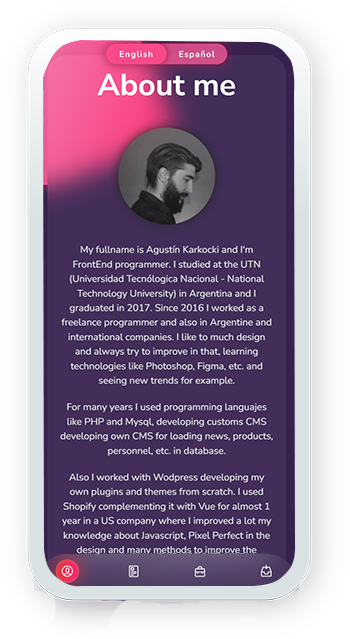 English Español
About me
My fullname is Agustín Karkocki and I'm
FrontEnd programmer. I studied at the UTN
(Universidad Tecnólogica Nacional - National
Technology University) in Argentina and I
graduated in 2017. Since 2016 I worked as a
freelance programmer and also in Argentine and
international companies. I like to much design
and always try to improve in that, learning
technologies like Photoshop, Figma, etc. and
seeing new trends for example.
For many years I used programming languajes
like PHP and Mysql, developing customs CMS
developing own CMS for loading news, products,
personnel, etc. in database.
Also I worked with Wodpress developing my
own plugins and themes from scratch. I used
Shopify complementing it with Vue for almost 1
year in a US company where I improved a lot my
knowledge about Javascript, Pixel Perfect in the
design and many methods to improve the